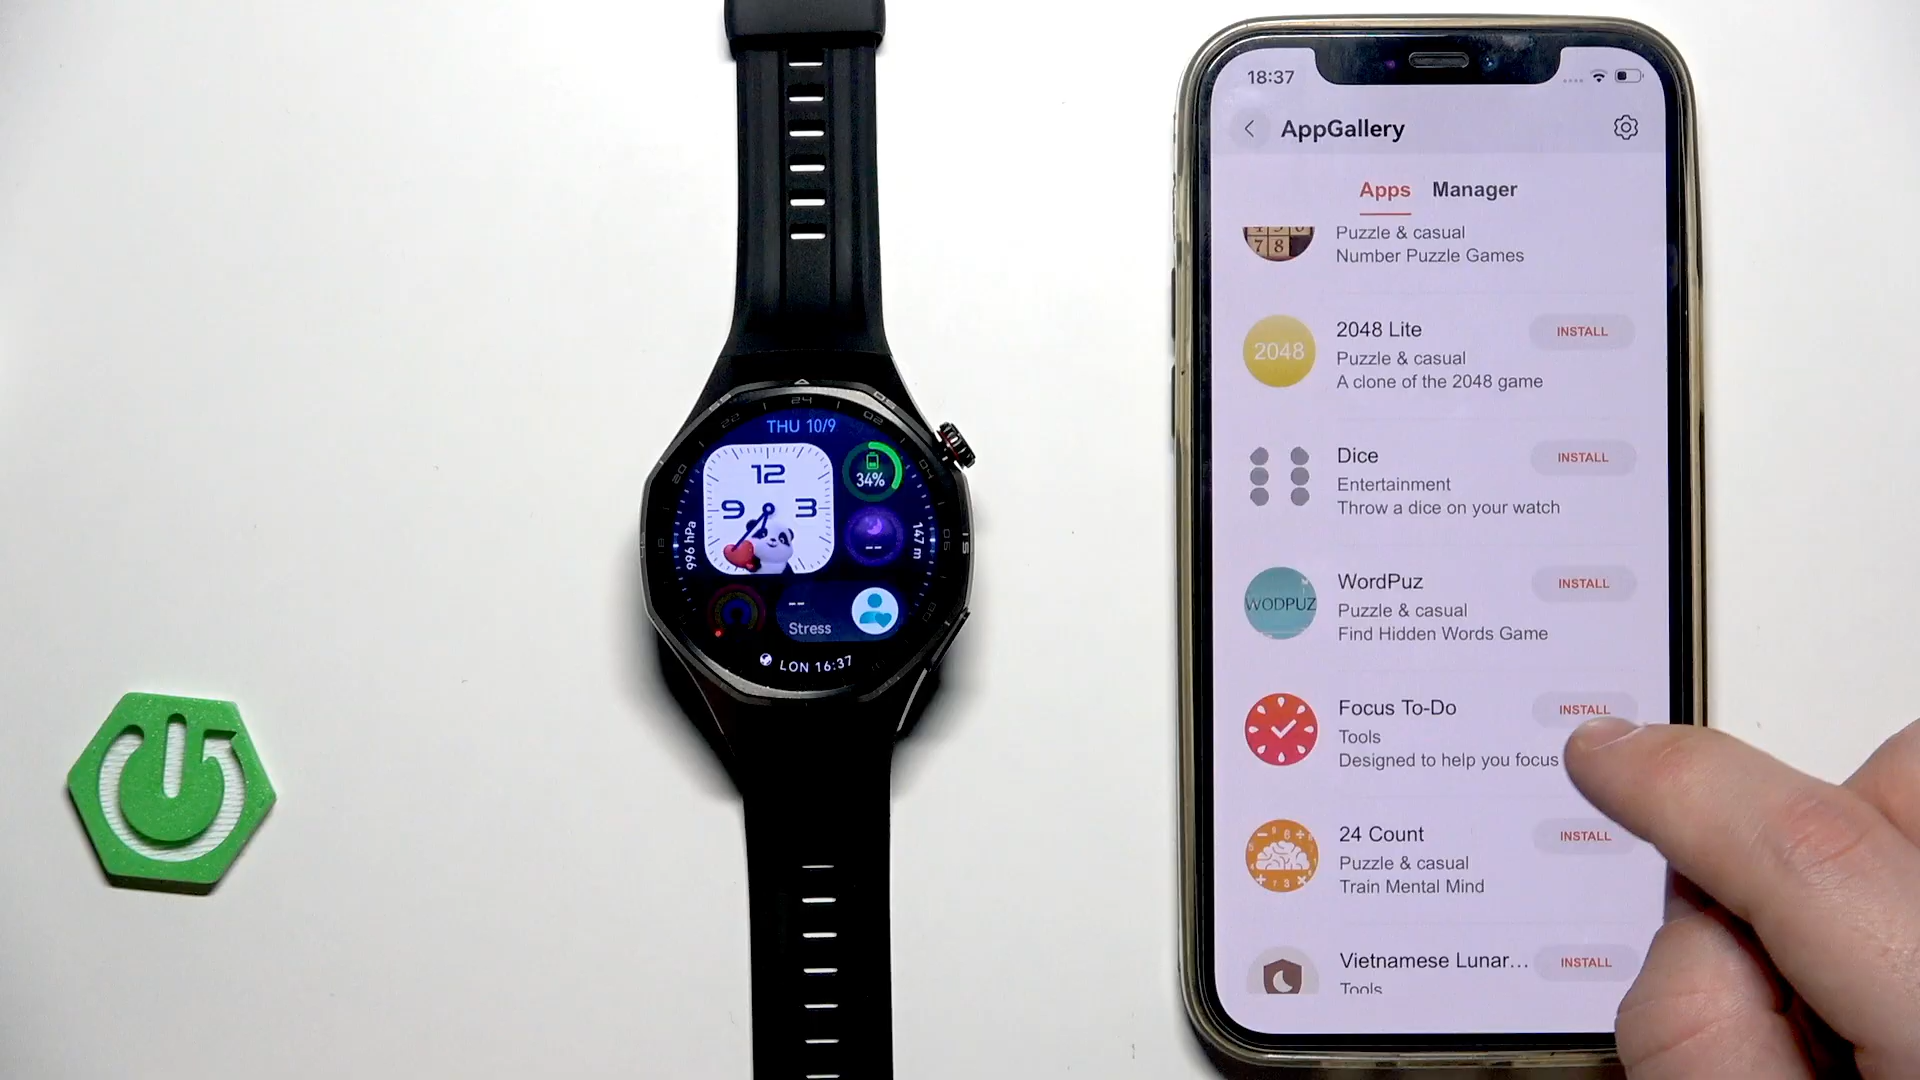 THU 10/9
12
9
3
34%
996 hPa
--
147 m
--
Stress
LON 16:37
18:37
AppGallery
Apps
Manager
7 8
Puzzle & casual
Number Puzzle Games
2048
2048 Lite
INSTALL
Puzzle & casual
A clone of the 2048 game
Dice
INSTALL
Entertainment
Throw a dice on your watch
WODPUZ
WordPuz
INSTALL
Puzzle & casual
Find Hidden Words Game
Focus To-Do
INSTALL
Tools
Designed to help you focus
24 Count
INSTALL
Puzzle & casual
Train Mental Mind
Vietnamese Lunar...
INSTALL
Tools